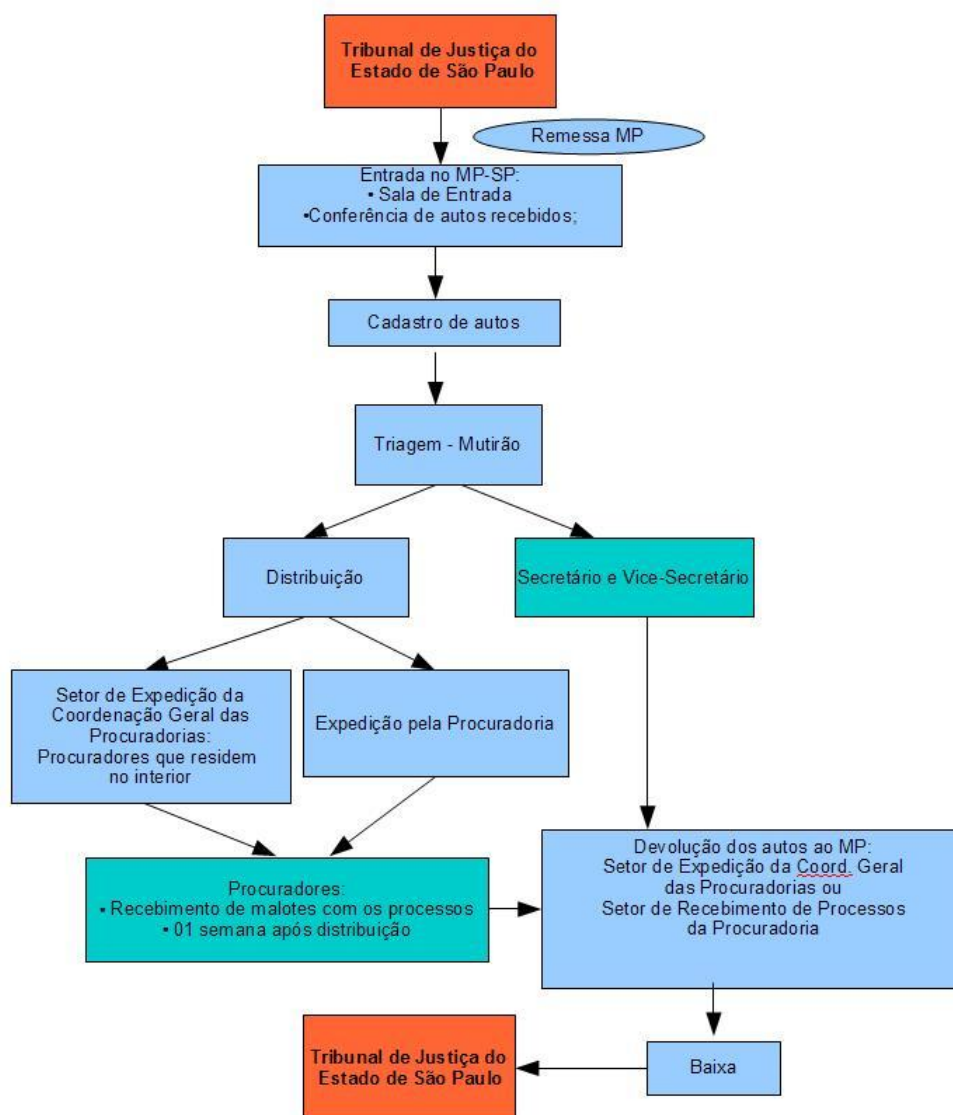 Tribunal de Justiça do
Estado de São Paulo
Remessa MP
Entrada no MP-SP:
• Sala de Entrada
•Conferência de autos recebidos;
Cadastro de autos
Triagem - Mutirão
Distribuição
Secretário e Vice-Secretário
Setor de Expedição da
Coordenação Geral das
Procuradorias:
Procuradores que residem
no interior
Expedição pela Procuradoria
Procuradores:
• Recebimento de malotes com os processos
• 01 semana após distribuição
Devolução dos autos ao MP:
Setor de Expedição da Coord. Geral
das Procuradorias ou
Setor de Recebimento de Processos
da Procuradoria
Tribunal de Justiça do
Estado de São Paulo
Baixa